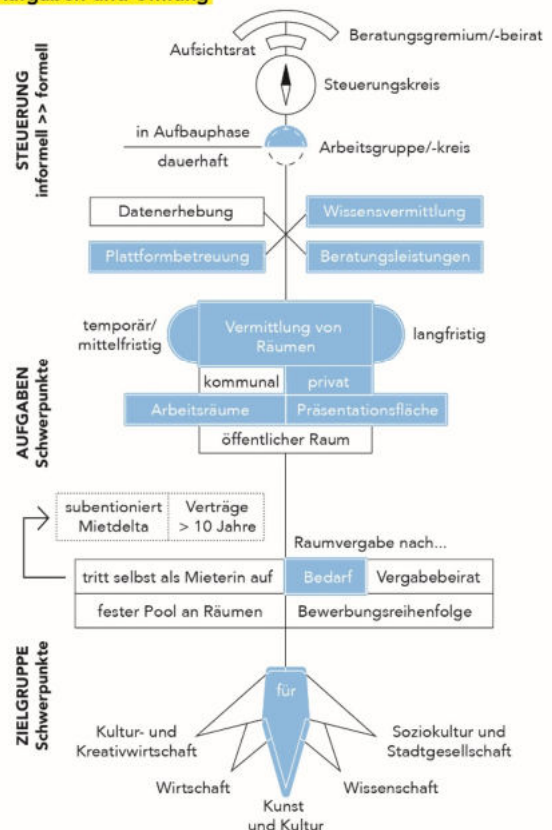 Aufgaben und Umfang
Beratungsgremium/-beirat
Aufsichtsrat
Steuerungskreis
STEUERUNG
informell >> formell
in Aufbauphase
dauerhaft
Arbeitsgruppe/-kreis
Datenerhebung
Wissensvermittlung
Plattformbetreuung
Beratungsleistungen
AUFGABEN
Schwerpunkte
temporär/
mittelfristig
Vermittlung von
Räumen
langfristig
kommunal
privat
Arbeitsräume
Präsentationsfläche
öffentlicher Raum
subentioniert
Mietdelta
Verträge
> 10 Jahre
Raumvergabe nach...
tritt selbst als Mieterin auf
Bedarf
Vergabebeirat
fester Pool an Räumen
Bewerbungsreihenfolge
ZIELGRUPPE
Schwerpunkte
für
Kultur- und
Kreativwirtschaft
Soziokultur und
Stadtgesellschaft
Wirtschaft
Wissenschaft
Kunst
und Kultur